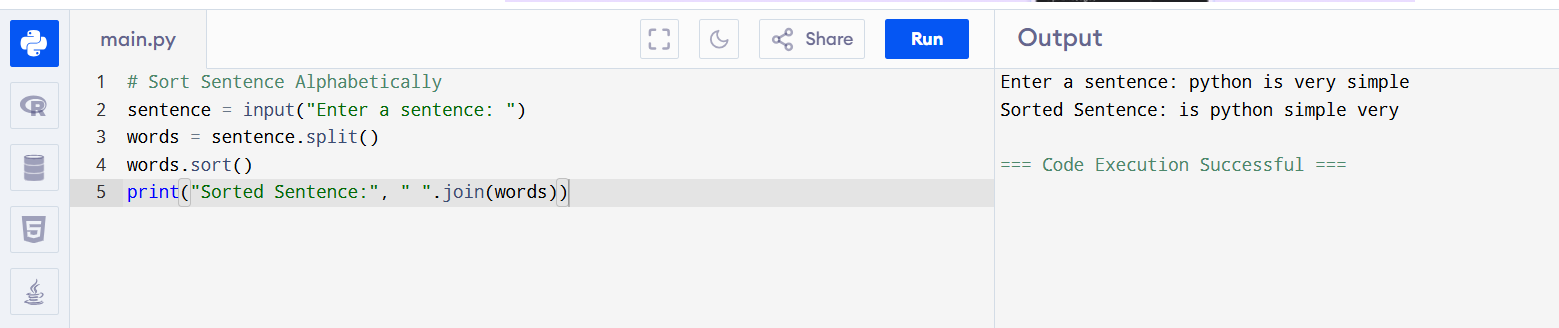 main.py
Share
Run
Output
1 # Sort Sentence Alphabetically
2 sentence = input("Enter a sentence: ")
3 words = sentence.split()
4 words.sort()
5 print("Sorted Sentence:", " ".join(words))
Enter a sentence: python is very simple
Sorted Sentence: is python simple very
=== Code Execution Successful ===